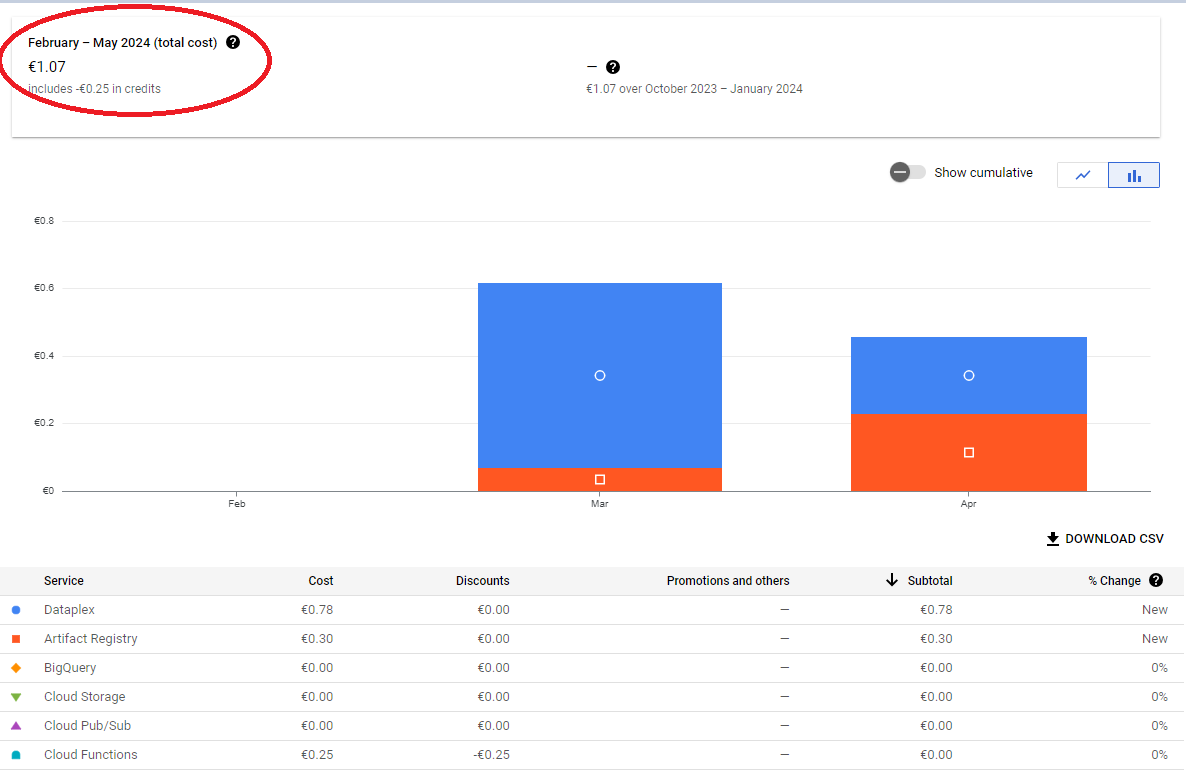 February – May 2024 (total cost) ?
€1.07
includes -€0.25 in credits
– ?
€1.07 over October 2023 – January 2024
Show cumulative
€0.8
€0.6
€0.4
€0.2
€0
Feb Mar Apr
DOWNLOAD CSV
Service Cost Discounts Promotions and others Subtotal % Change ?
Dataplex €0.78 €0.00 — €0.78 New
Artifact Registry €0.30 €0.00 — €0.30 New
BigQuery €0.00 €0.00 — €0.00 0%
Cloud Storage €0.00 €0.00 — €0.00 0%
Cloud Pub/Sub €0.00 €0.00 — €0.00 0%
Cloud Functions €0.25 -€0.25 — €0.00 0%